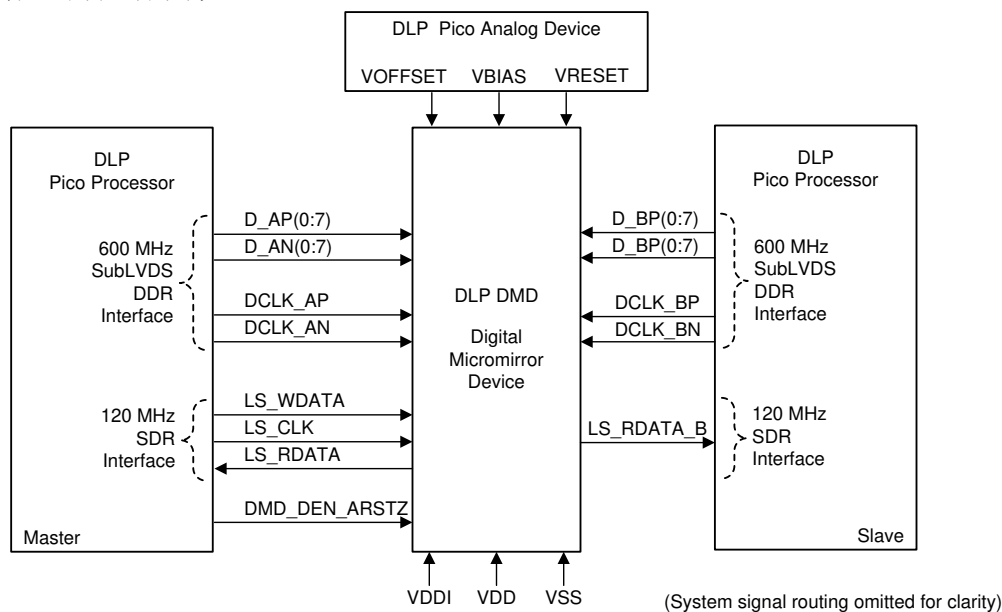 DLP Pico Analog Device
VOFFSET VBIAS VRESET
DLP
Pico Processor
600 MHz
SubLVDS
DDR
Interface
120 MHz
SDR
Interface
Master
D_AP(0:7)
D_AN(0:7)
DCLK_AP
DCLK_AN
LS_WDATA
LS_CLK
LS_RDATA
DMD_DEN_ARSTZ
DLP DMD
Digital
Micromirror
Device
VDDI VDD VSS
D_BP(0:7)
D_BP(0:7)
DCLK_BP
DCLK_BN
LS_RDATA_B
DLP
Pico Processor
600 MHz
SubLVDS
DDR
Interface
120 MHz
SDR
Interface
Slave
(System signal routing omitted for clarity)